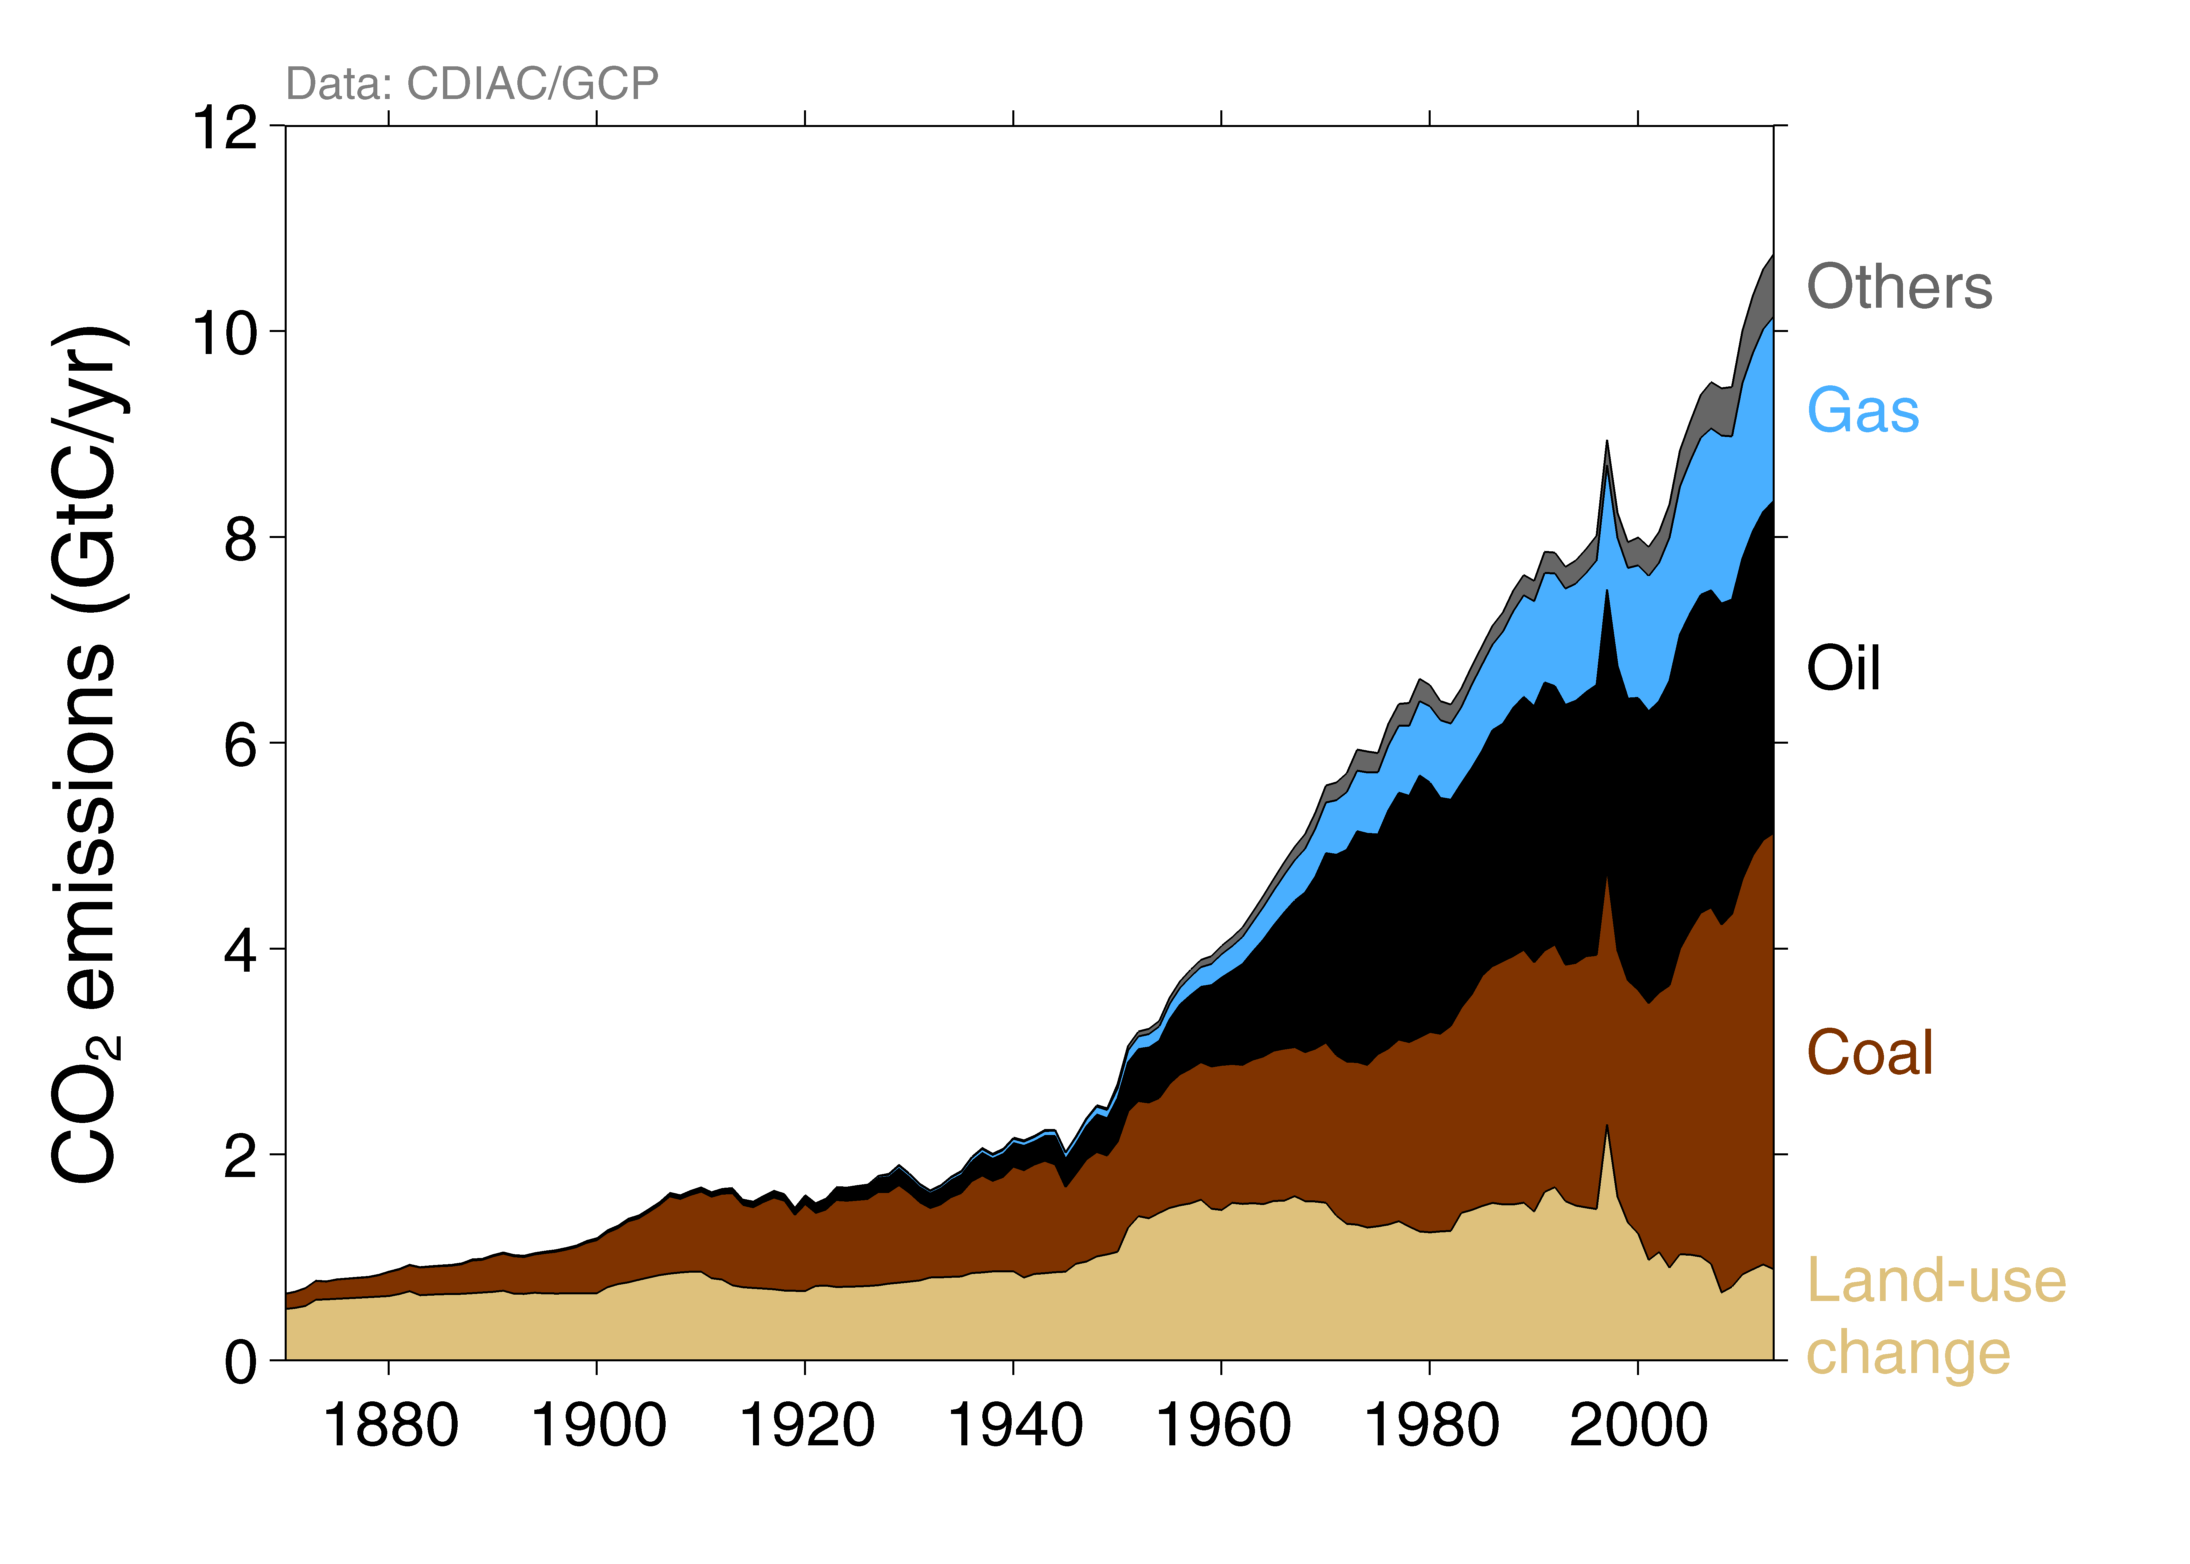 Data: CDIAC/GCP
CO₂ emissions (GtC/yr)
12
10
8
6
4
2
0
1880 1900 1920 1940 1960 1980 2000
Others
Gas
Oil
Coal
Land-use
change